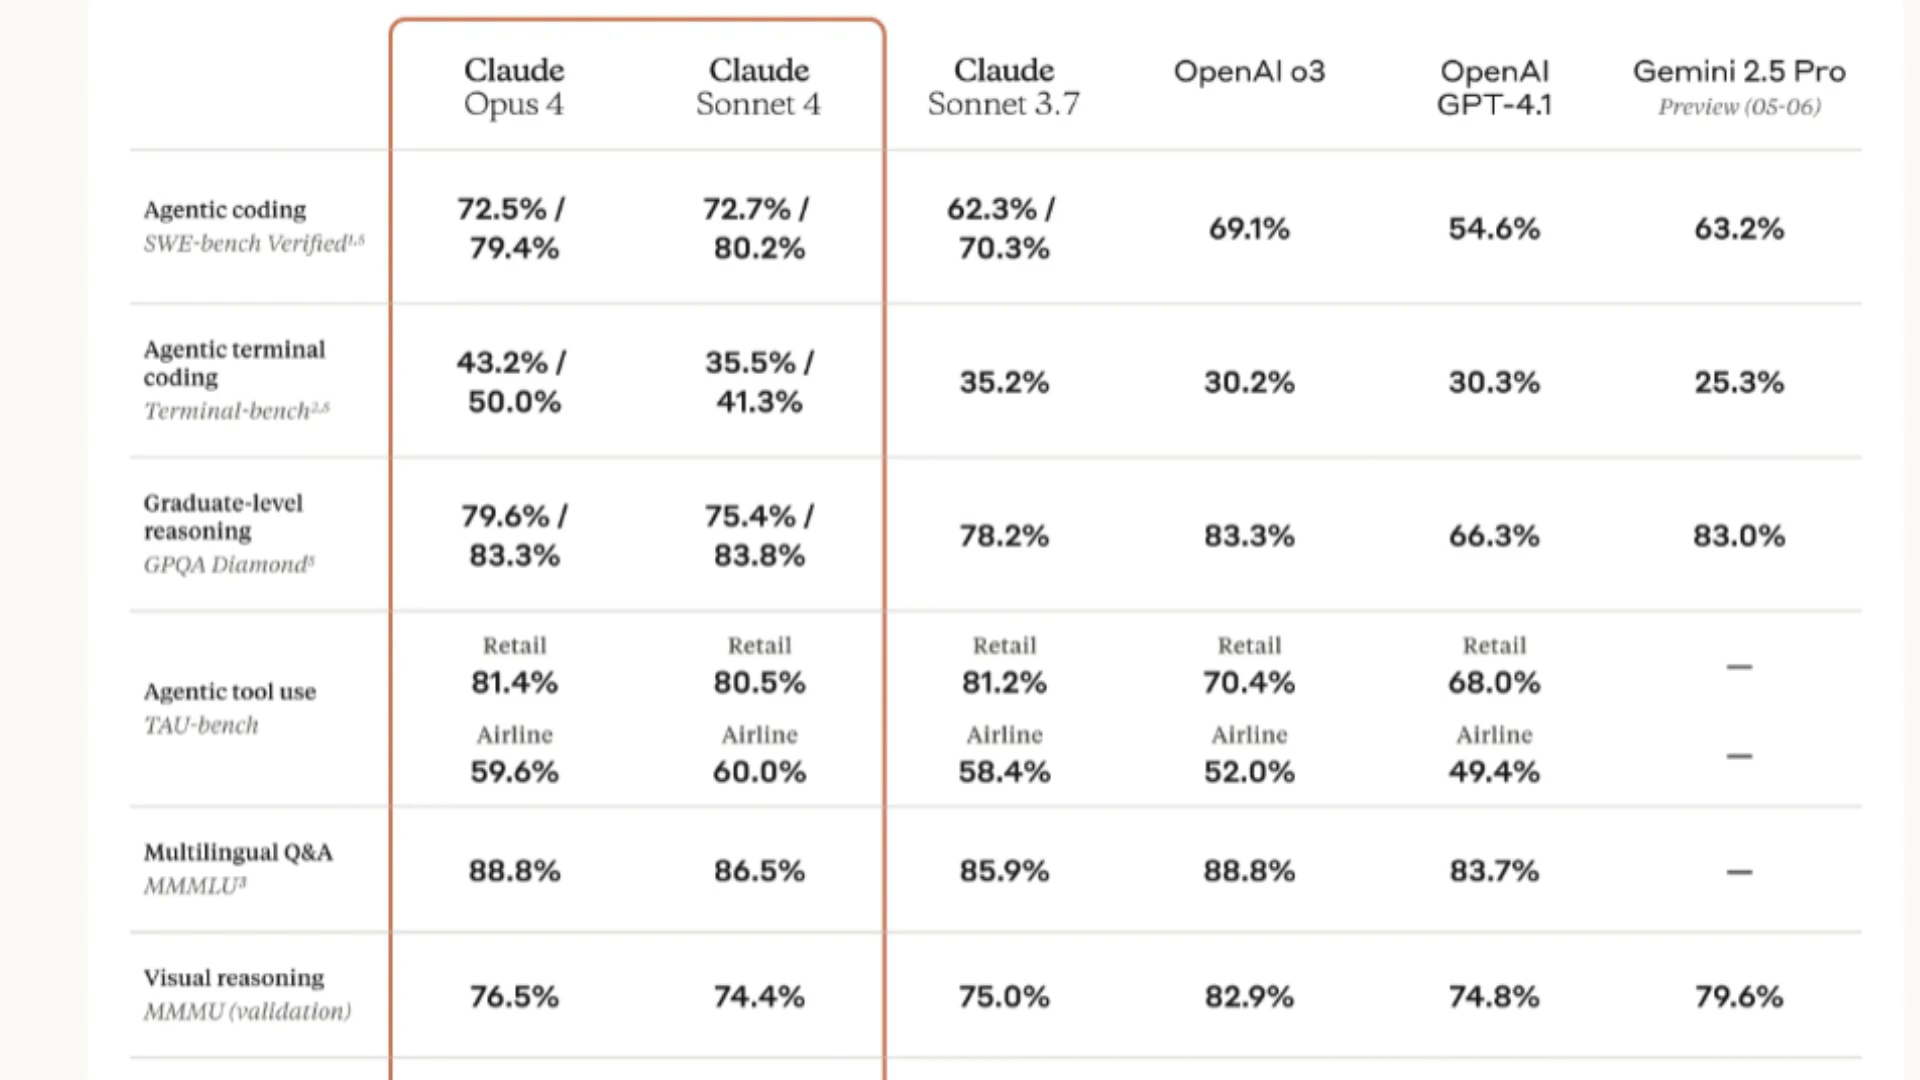 Claude Opus 4
Claude Sonnet 4
Claude Sonnet 3.7
OpenAI o3
OpenAI GPT-4.1
Gemini 2.5 Pro
Preview (05-06)
Agentic coding
SWE-bench Verified¹,⁵
72.5% / 79.4%
72.7% / 80.2%
62.3% / 70.3%
69.1%
54.6%
63.2%
Agentic terminal coding
Terminal-bench²,⁵
43.2% / 50.0%
35.5% / 41.3%
35.2%
30.2%
30.3%
25.3%
Graduate-level reasoning
GPQA Diamond⁵
79.6% / 83.3%
75.4% / 83.8%
78.2%
83.3%
66.3%
83.0%
Agentic tool use
TAU-bench
Retail 81.4%
Retail 80.5%
Retail 81.2%
Retail 70.4%
Retail 68.0%
—
Airline 59.6%
Airline 60.0%
Airline 58.4%
Airline 52.0%
Airline 49.4%
—
Multilingual Q&A
MMMLU³
88.8%
86.5%
85.9%
88.8%
83.7%
—
Visual reasoning
MMMU (validation)
76.5%
74.4%
75.0%
82.9%
74.8%
79.6%